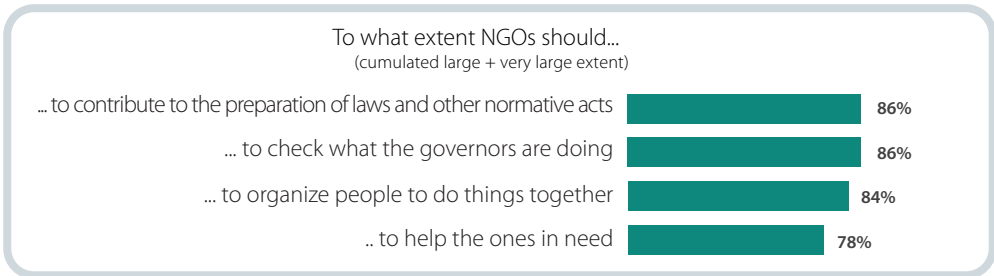 To what extent NGOs should...
(cumulated large + very large extent)
... to contribute to the preparation of laws and other normative acts 86%
... to check what the governors are doing 86%
... to organize people to do things together 84%
.. to help the ones in need 78%